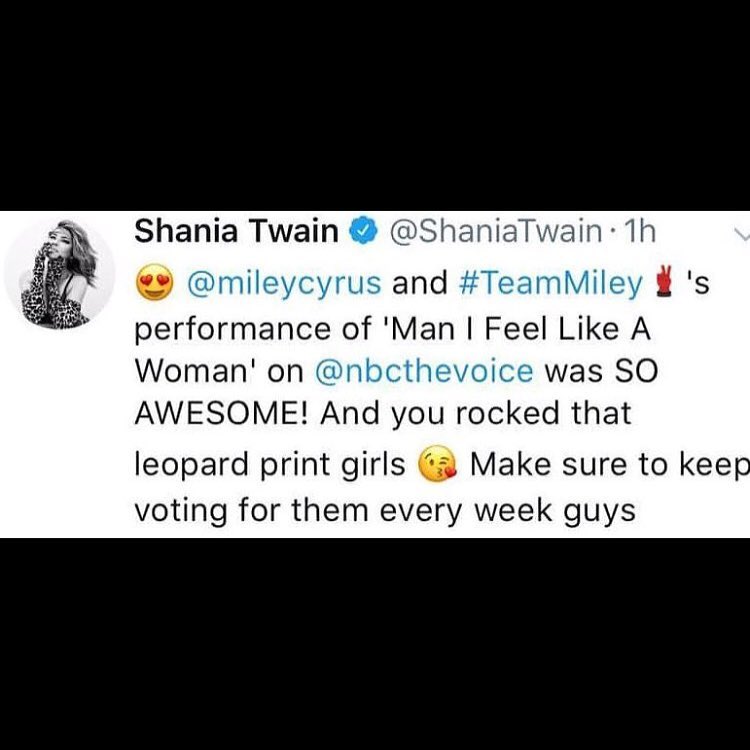 Shania Twain @ShaniaTwain · 1h
😍 @mileycyrus and #TeamMiley ✌'s
performance of 'Man I Feel Like A
Woman' on @nbcthevoice was SO
AWESOME! And you rocked that
leopard print girls 😘 Make sure to keep
voting for them every week guys